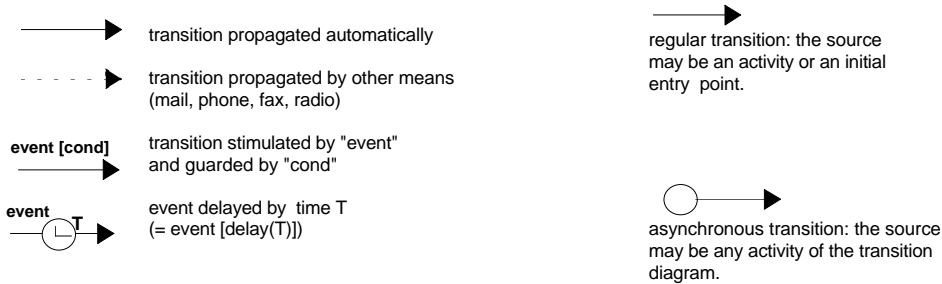 transition propagated automatically
transition propagated by other means
(mail, phone, fax, radio)
event [cond]
transition stimulated by "event"
and guarded by "cond"
event
T
event delayed by time T
(= event [delay(T)])
regular transition: the source
may be an activity or an initial
entry point.
asynchronous transition: the source
may be any activity of the transition
diagram.